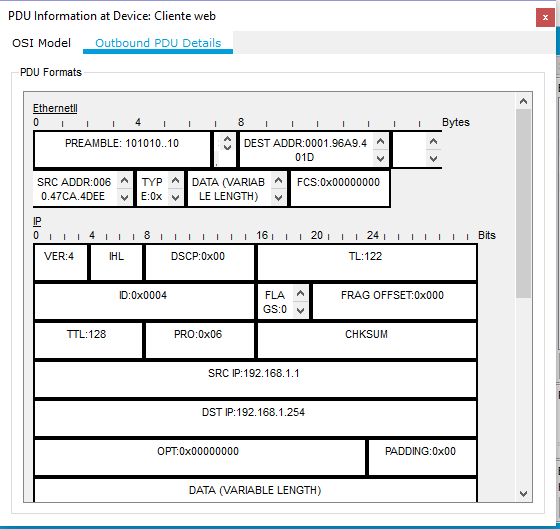 PDU Information at Device: Cliente web
x
OSI Model Outbound PDU Details
PDU Formats
EthernetII
0 4 8 Bytes
PREAMBLE: 101010..10 DEST ADDR:0001.96A9.4
01D
SRC ADDR:006 TYP DATA (VARIAB FCS:0x00000000
0.47CA.4DEE E:0x LE LENGTH)
IP
0 4 8 16 20 24 Bits
VER:4 IHL DSCP:0x00 TL:122
ID:0x0004 FLA FRAG OFFSET:0x000
GS:0
TTL:128 PRO:0x06 CHKSUM
SRC IP:192.168.1.1
DST IP:192.168.1.254
OPT:0x00000000 PADDING:0x00
DATA (VARIABLE LENGTH)